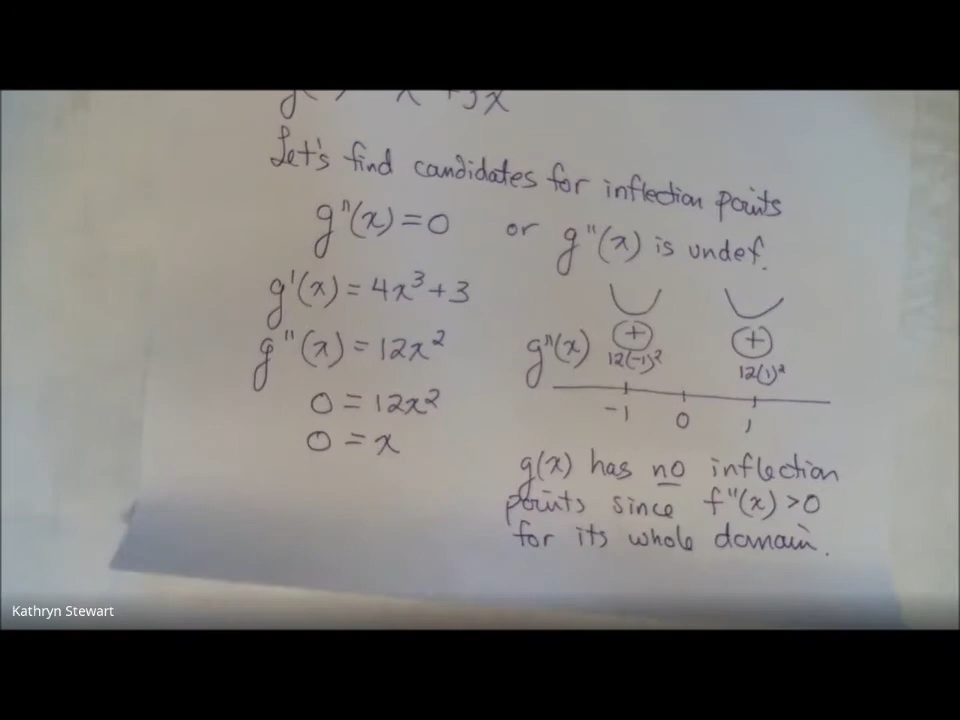 Let's find candidates for inflection points
g"(x) = 0 or g"(x) is undef.
g'(x) = 4x³ + 3
g"(x) = 12x²
0 = 12x²
0 = x
g"(x) + +
12(-1)² 12(1)²
-1 0 1
g(x) has no inflection
points since f"(x) > 0
for its whole domain.
Kathryn Stewart